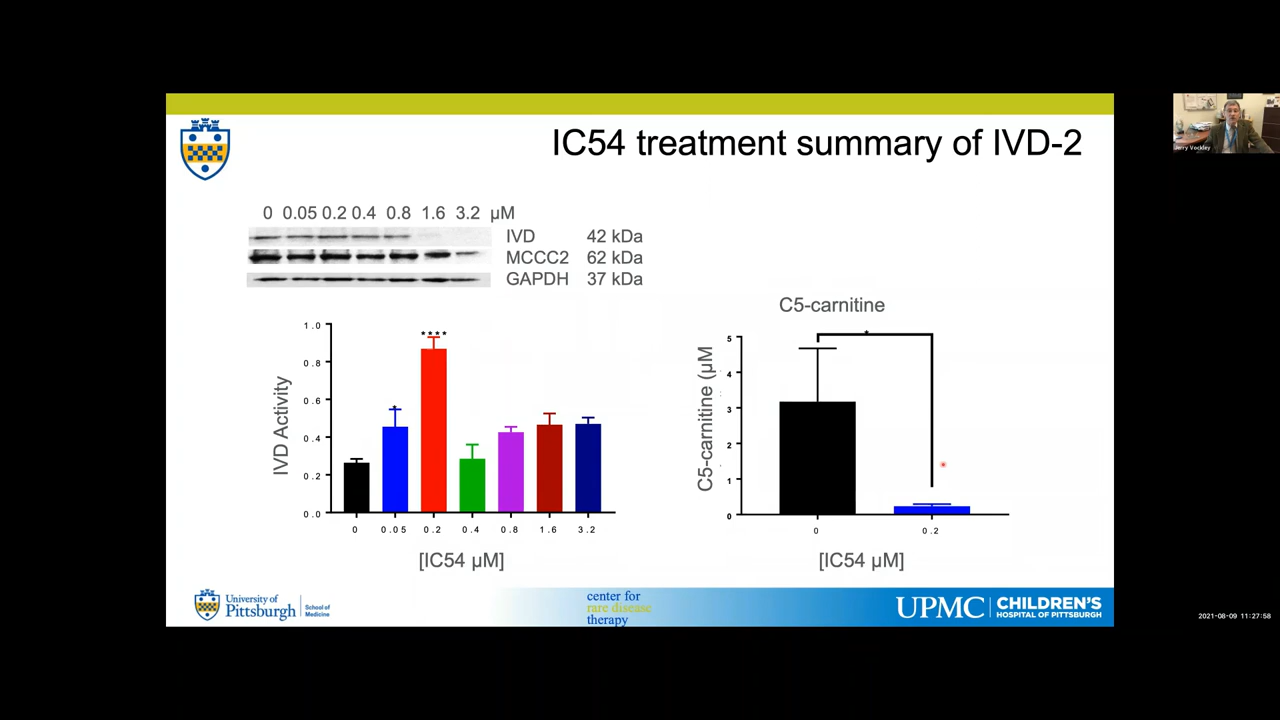 IC54 treatment summary of IVD-2
Jerry Vockley
0 0.05 0.2 0.4 0.8 1.6 3.2 µM
IVD 42 kDa
MCCC2 62 kDa
GAPDH 37 kDa
C5-carnitine
1.0
0.8
0.6
0.4
0.2
0.0
IVD Activity
*
****
0 0.05 0.2 0.4 0.8 1.6 3.2
[IC54 µM]
5
4
3
2
1
0
C5-carnitine (µM
*
0 0.2
[IC54 µM]
University of
Pittsburgh
School of
Medicine
center for
rare disease
therapy
UPMC
CHILDREN'S
HOSPITAL OF PITTSBURGH
2021-08-09 11:27:58